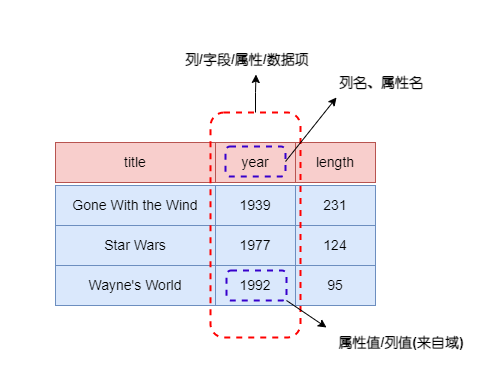 列/字段/属性/数据项
列名、属性名
title year length
Gone With the Wind 1939 231
Star Wars 1977 124
Wayne's World 1992 95
属性值/列值(来自域)